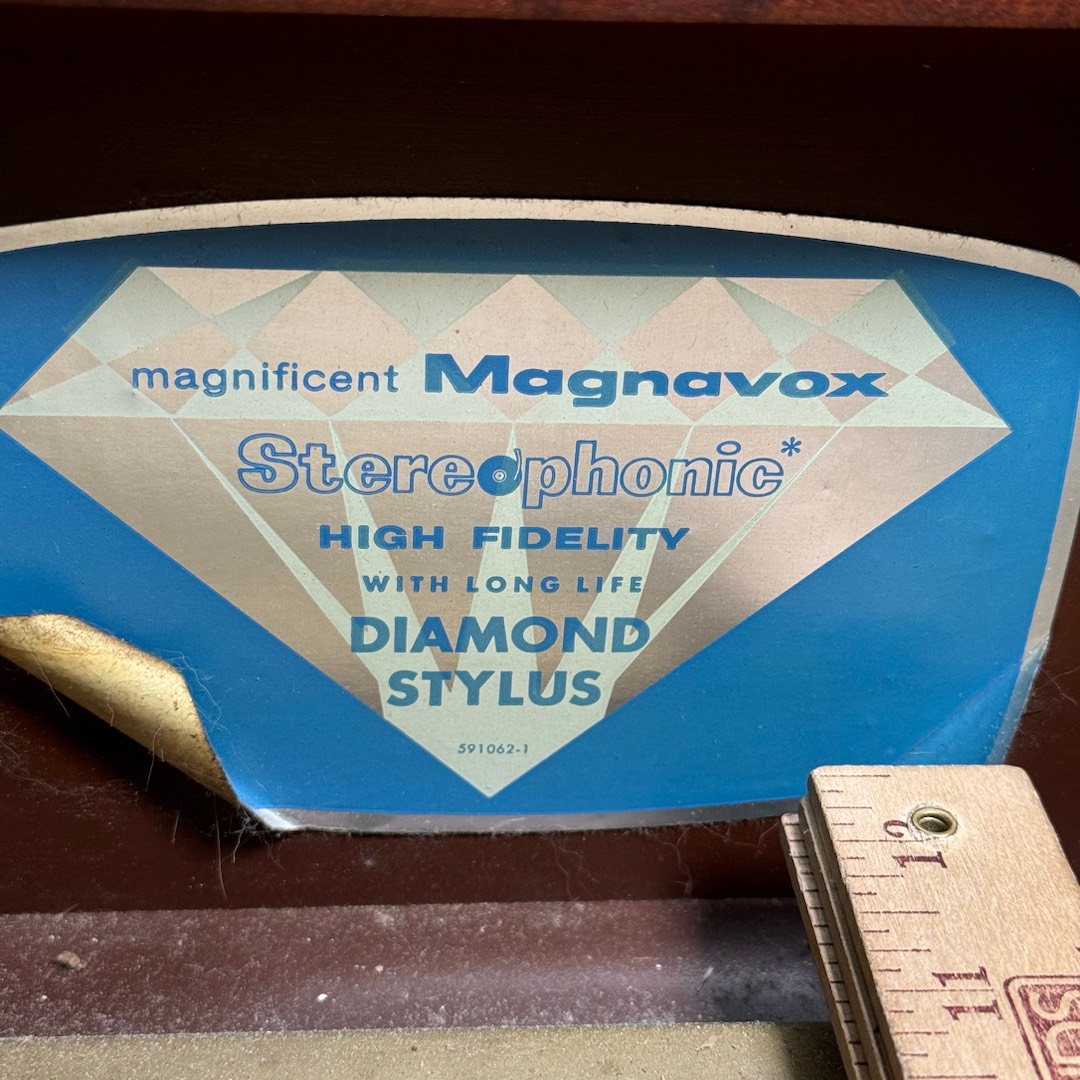 magnificent Magnavox
Stereophonic*
HIGH FIDELITY
WITH LONG LIFE
DIAMOND
STYLUS
591062-1
12
11